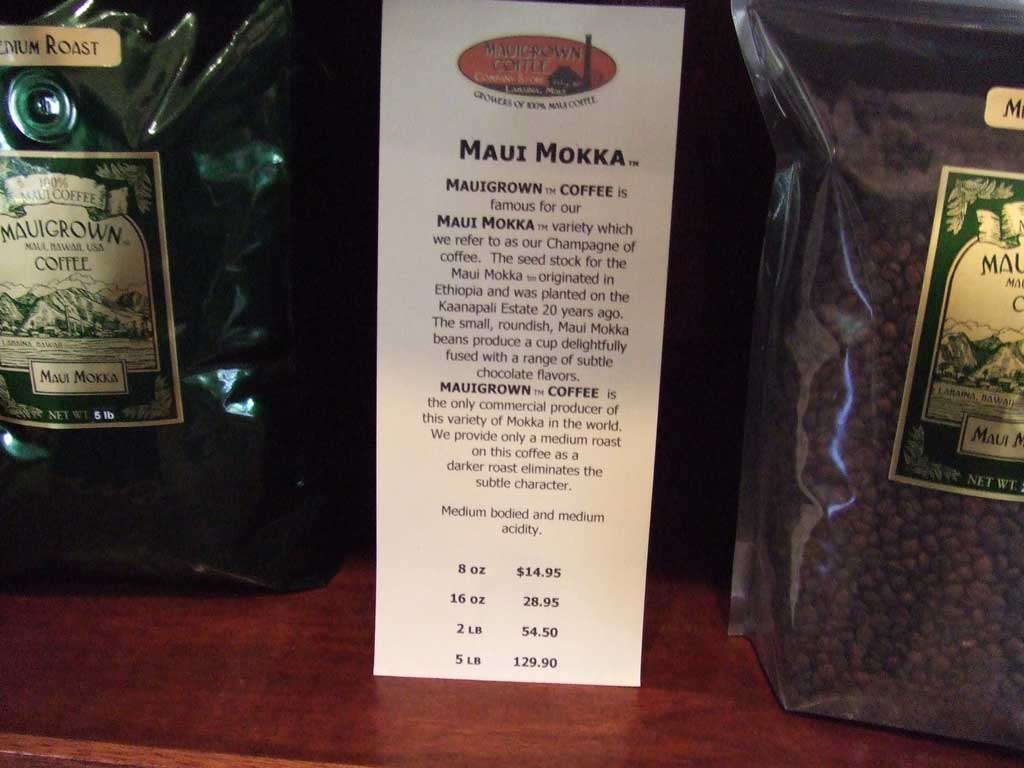 MEDIUM ROAST
100%
MAUI COFFEE
MAUIGROWN
MAUI, HAWAII, USA
COFFEE
LAHAINA, HAWAII
MAUI MOKKA
NET WT. 5 lb
MAUIGROWN
COFFEE
COMPANY STORE
LAHAINA, MAUI
GROWERS OF 100% MAUI COFFEE
MAUI MOKKA™
MAUIGROWN™ COFFEE is
famous for our
MAUI MOKKA™ variety which
we refer to as our Champagne of
coffee. The seed stock for the
Maui Mokka™ originated in
Ethiopia and was planted on the
Kaanapali Estate 20 years ago.
The small, roundish, Maui Mokka
beans produce a cup delightfully
fused with a range of subtle
chocolate flavors.
MAUIGROWN™ COFFEE is
the only commercial producer of
this variety of Mokka in the world.
We provide only a medium roast
on this coffee as a
darker roast eliminates the
subtle character.
Medium bodied and medium
acidity.
8 oz $14.95
16 oz 28.95
2 LB 54.50
5 LB 129.90
MAU
LAHAINA, HAWAII
MAUI M
NET WT.